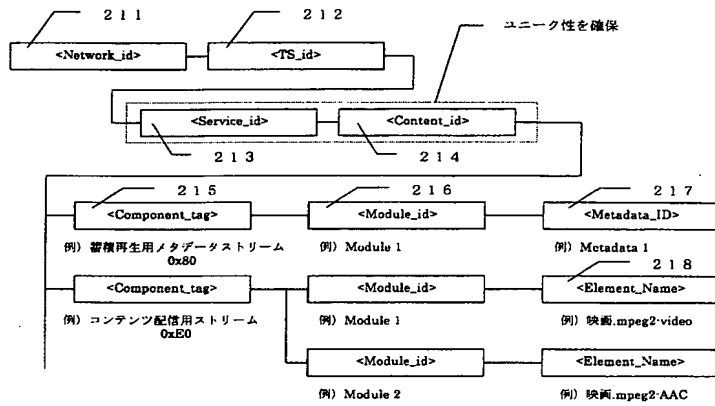 211
212
ユニーク性を確保
<Network_id>
<TS_id>
<Service_id>
<Content_id>
213
214
215
216
217
<Component_tag>
<Module_id>
<Metadata_ID>
例）蓄積再生用メタデータストリーム
0x80
例）Module 1
例）Metadata 1
218
<Component_tag>
<Module_id>
<Element_Name>
例）コンテンツ配信用ストリーム
0xE0
例）Module 1
例）映画.mpeg2-video
<Module_id>
<Element_Name>
例）Module 2
例）映画.mpeg2-AAC